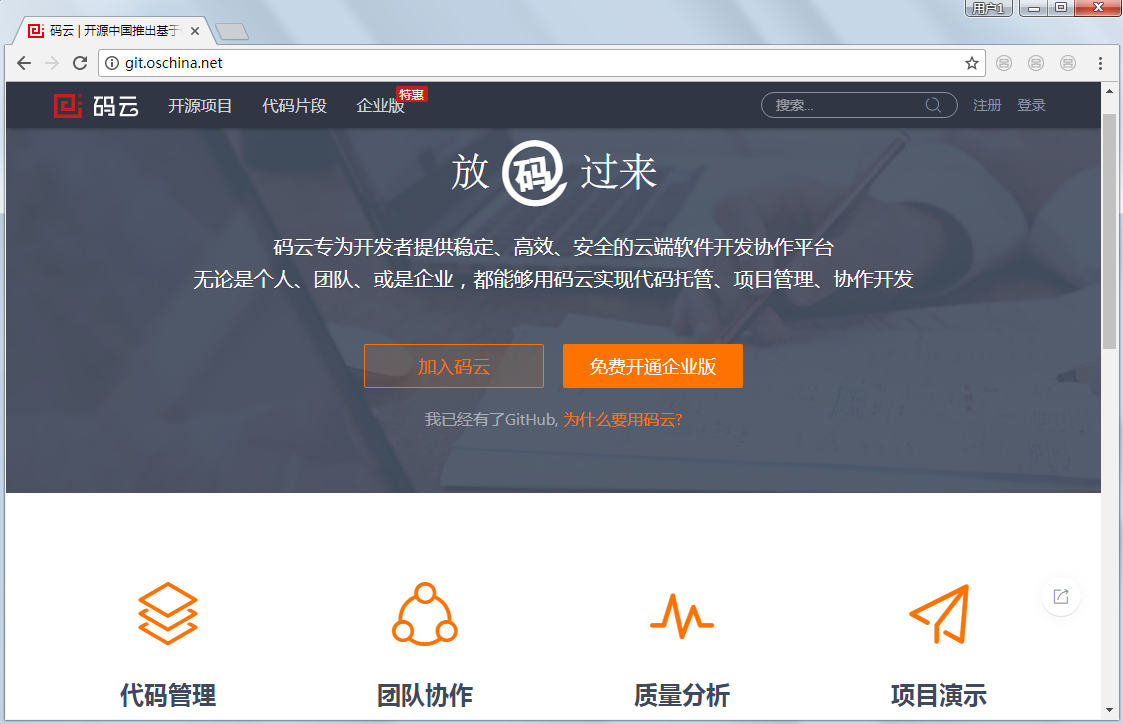 用户1
码云 | 开源中国推出基于
git.oschina.net
码云
开源项目
代码片段
企业版
特惠
搜索...
注册
登录
放 码 过来
码云专为开发者提供稳定、高效、安全的云端软件开发协作平台
无论是个人、团队、或是企业，都能够用码云实现代码托管、项目管理、协作开发
加入码云
免费开通企业版
我已经有了GitHub, 为什么要用码云?
代码管理
团队协作
质量分析
项目演示